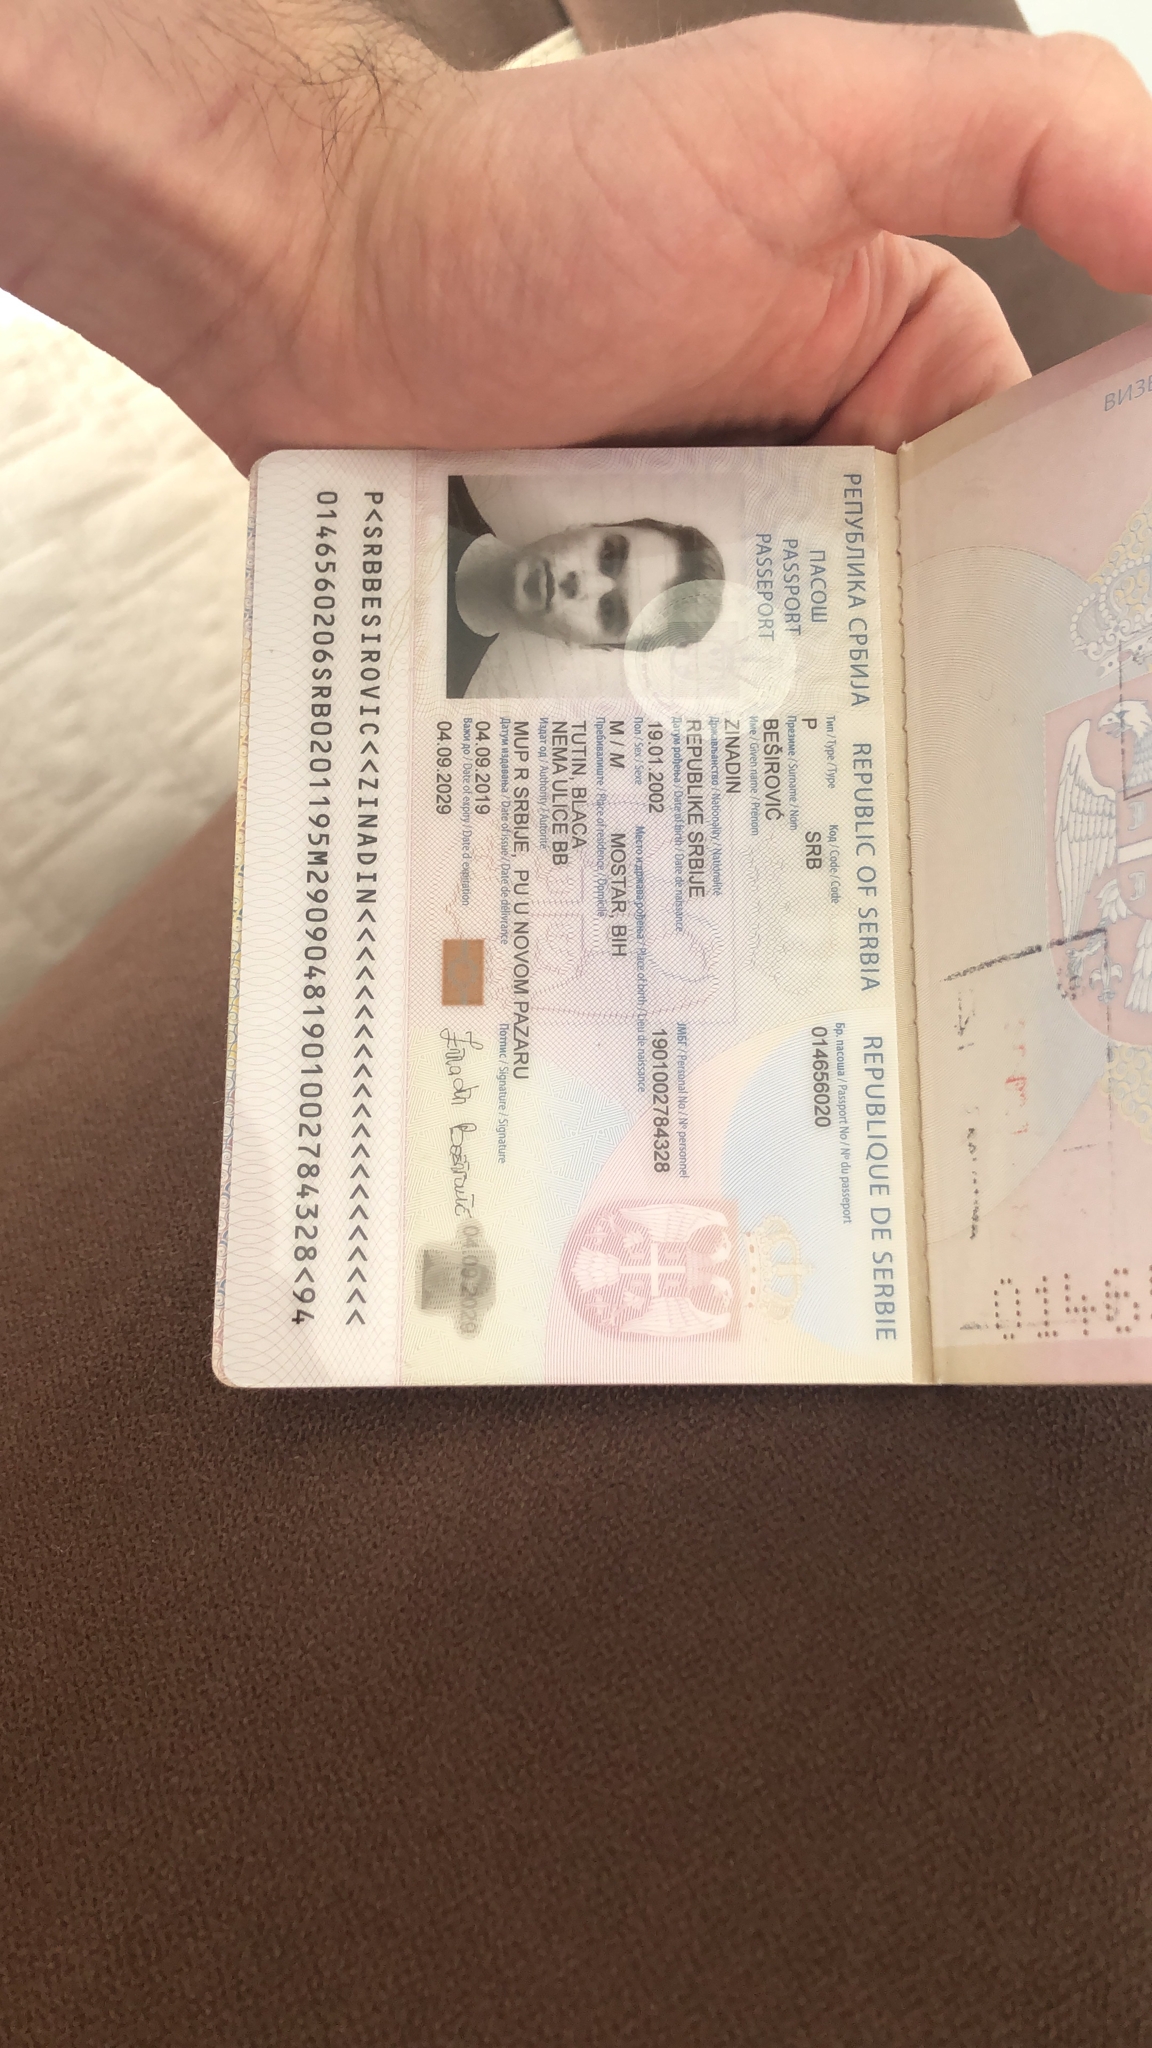 РЕПУБЛИКА СРБИЈА REPUBLIC OF SERBIA REPUBLIQUE DE SERBIE
ПАСОШ
PASSPORT
PASSEPORT
Тип / Type / Type Код / Code / Code Бр. пасоша / Passport No / Nº du passeport
P SRB 014656020
Презиме / Surname / Nom
BEŠIROVIĆ
Име / Given name / Prénom
ZINADIN
Држављанство / Nationality / Nationalité
REPUBLIKE SRBIJE
Датум рођења / Date of birth / Date de naissance ЈМБГ / Personal No / Nº personnel
19.01.2002 1901002784328
Пол / Sex / Sexe Место и држава рођења / Place of birth / Lieu de naissance
M / M MOSTAR, BIH
Пребивалиште / Place of residence / Domicile
TUTIN, BLACA
NEMA ULICE BB
Издат од / Authority / Autorité
MUP R SRBIJE, PU U NOVOM PAZARU
Датум издавања / Date of issue / Date de délivrance Потпис / Signature / Signature
04.09.2019
Важи до / Date of expiry / Date d'expiration
04.09.2029
Zinadin Beširović
04.09.2029
P<SRBBESIROVIC<<ZINADIN<<<<<<<<<<<<<<<<<<<<<
0146560206SRB0201195M29090481901002784328<94
ВИЗЕ
0146